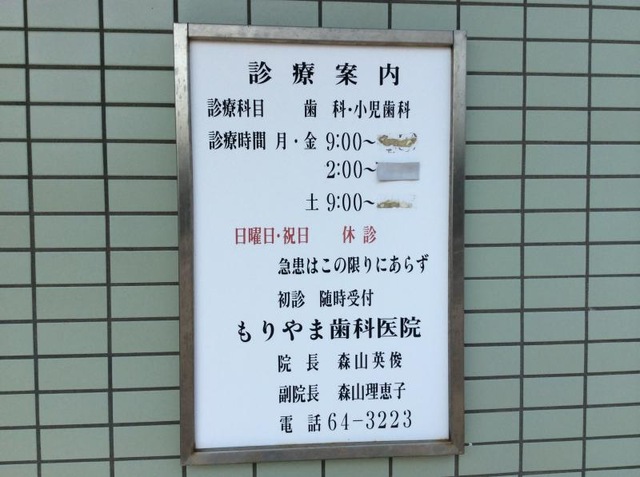 診療案内
診療科目 歯科・小児歯科
診療時間 月・金 9:00～
2:00～
土 9:00～
日曜日・祝日 休診
急患はこの限りにあらず
初診 随時受付
もりやま歯科医院
院長 森山英俊
副院長 森山理恵子
電話 64-3223